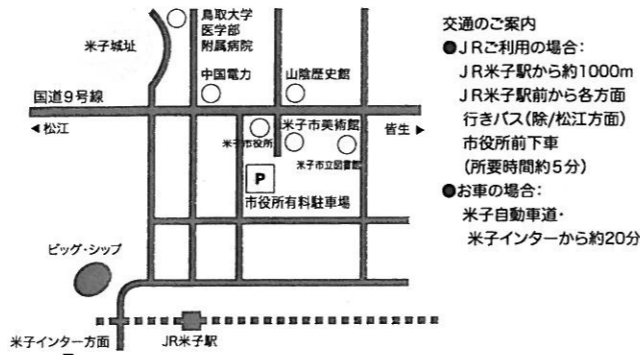 鳥取大学
医学部
附属病院
米子城址
中国電力
山陰歴史館
国道9号線
◀松江
皆生▶
米子市役所
米子市美術館
米子市立図書館
P
市役所有料駐車場
ビッグ・シップ
米子インター方面
JR米子駅
交通のご案内
●JRご利用の場合:
JR米子駅から約1000m
JR米子駅前から各方面
行きバス(除/松江方面)
市役所前下車
(所要時間約5分)
●お車の場合:
米子自動車道・
米子インターから約20分